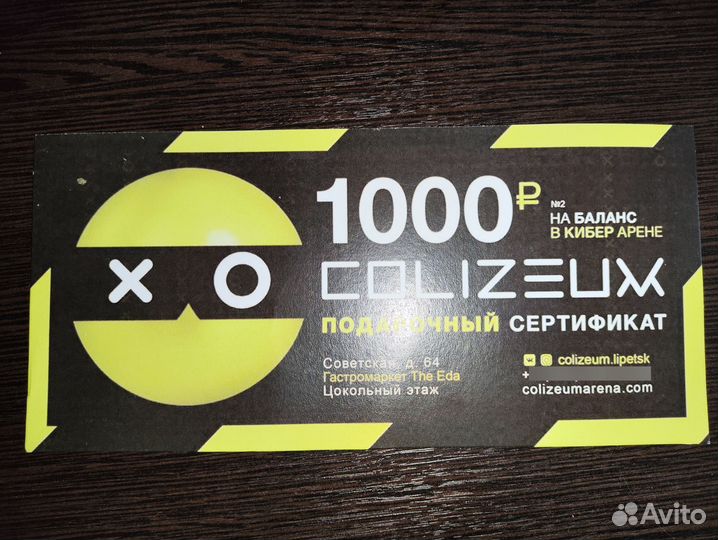 1000₽
№2
НА БАЛАНС
В КИБЕР АРЕНЕ
X O
COLIZEUM
ПОДАРОЧНЫЙ СЕРТИФИКАТ
Советская, д. 64
Гастромаркет The Eda
Цокольный этаж
colizeum.lipetsk
+
colizeumarena.com
Avito